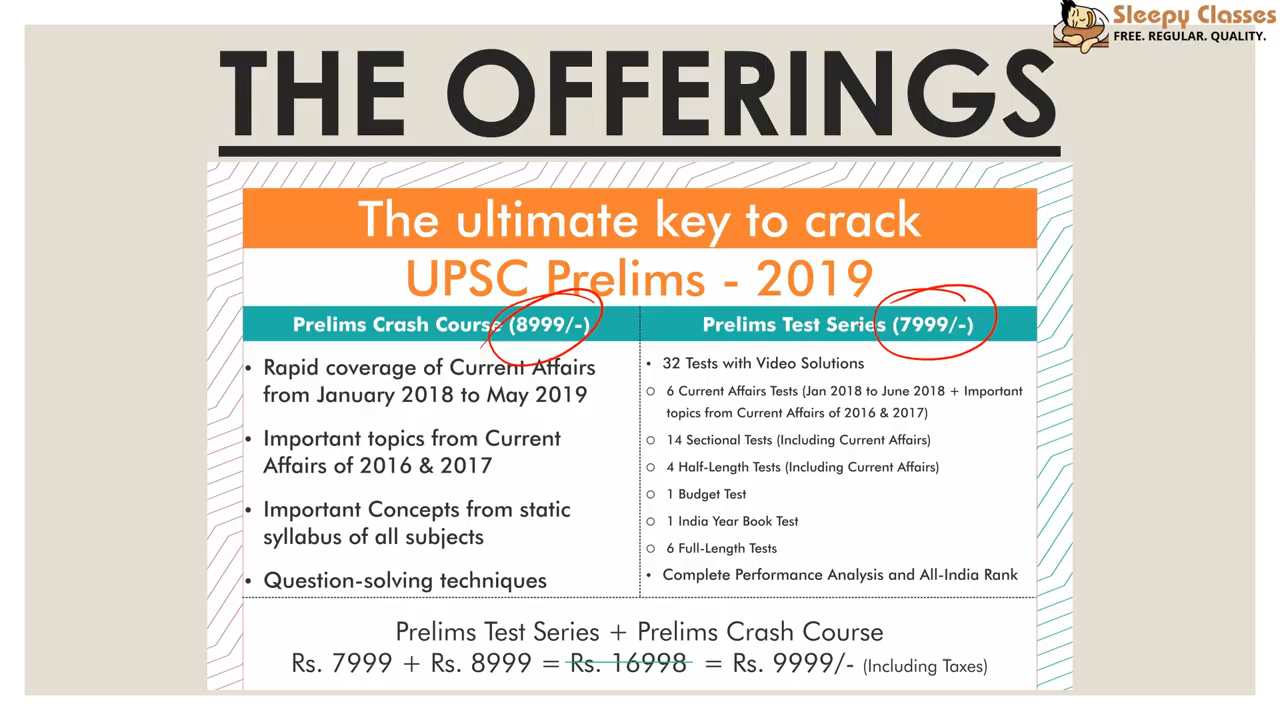 Sleepy Classes
FREE. REGULAR. QUALITY.
THE OFFERINGS
The ultimate key to crack
UPSC Prelims - 2019
Prelims Crash Course (8999/-)
• Rapid coverage of Current Affairs
from January 2018 to May 2019
• Important topics from Current
Affairs of 2016 & 2017
• Important Concepts from static
syllabus of all subjects
• Question-solving techniques
Prelims Test Series (7999/-)
• 32 Tests with Video Solutions
○ 6 Current Affairs Tests (Jan 2018 to June 2018 + Important
topics from Current Affairs of 2016 & 2017)
○ 14 Sectional Tests (Including Current Affairs)
○ 4 Half-Length Tests (Including Current Affairs)
○ 1 Budget Test
○ 1 India Year Book Test
○ 6 Full-Length Tests
• Complete Performance Analysis and All-India Rank
Prelims Test Series + Prelims Crash Course
Rs. 7999 + Rs. 8999 = Rs. 16998 = Rs. 9999/- (Including Taxes)